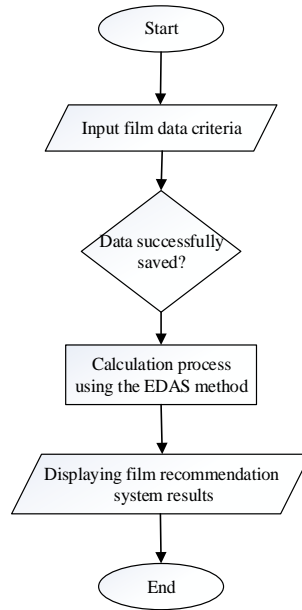 Start
Input film data criteria
Data successfully
saved?
Calculation process
using the EDAS method
Displaying film recommendation
system results
End